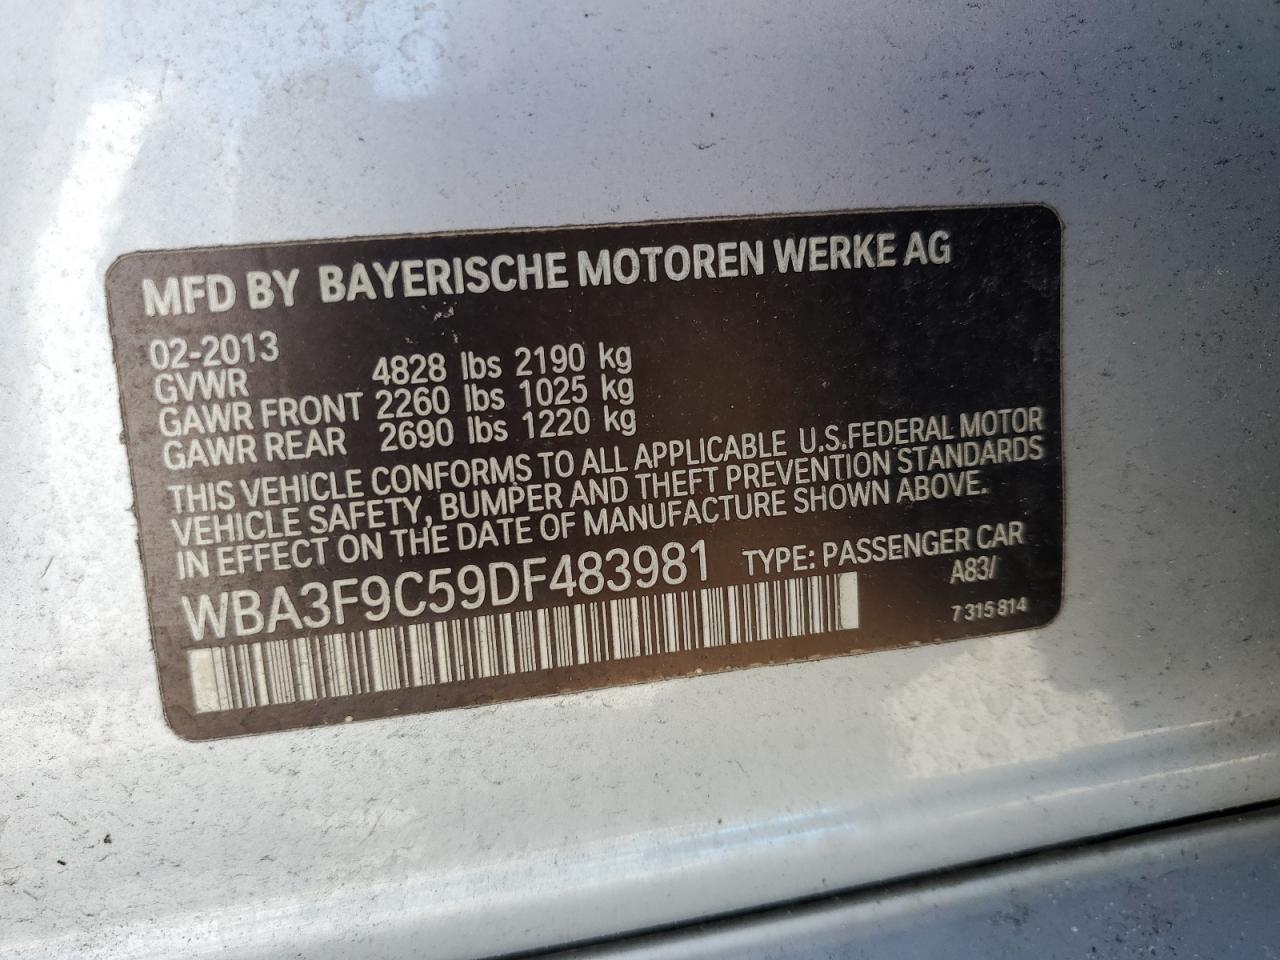 MFD BY BAYERISCHE MOTOREN WERKE AG
02-2013
GVWR 4828 lbs 2190 kg
GAWR FRONT 2260 lbs 1025 kg
GAWR REAR 2690 lbs 1220 kg
THIS VEHICLE CONFORMS TO ALL APPLICABLE U.S.FEDERAL MOTOR
VEHICLE SAFETY, BUMPER AND THEFT PREVENTION STANDARDS
IN EFFECT ON THE DATE OF MANUFACTURE SHOWN ABOVE.
WBA3F9C59DF483981 TYPE: PASSENGER CAR
A83/
7 315 814